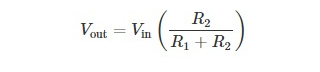 V_out = V_in ( R_2 / (R_1 + R_2) )